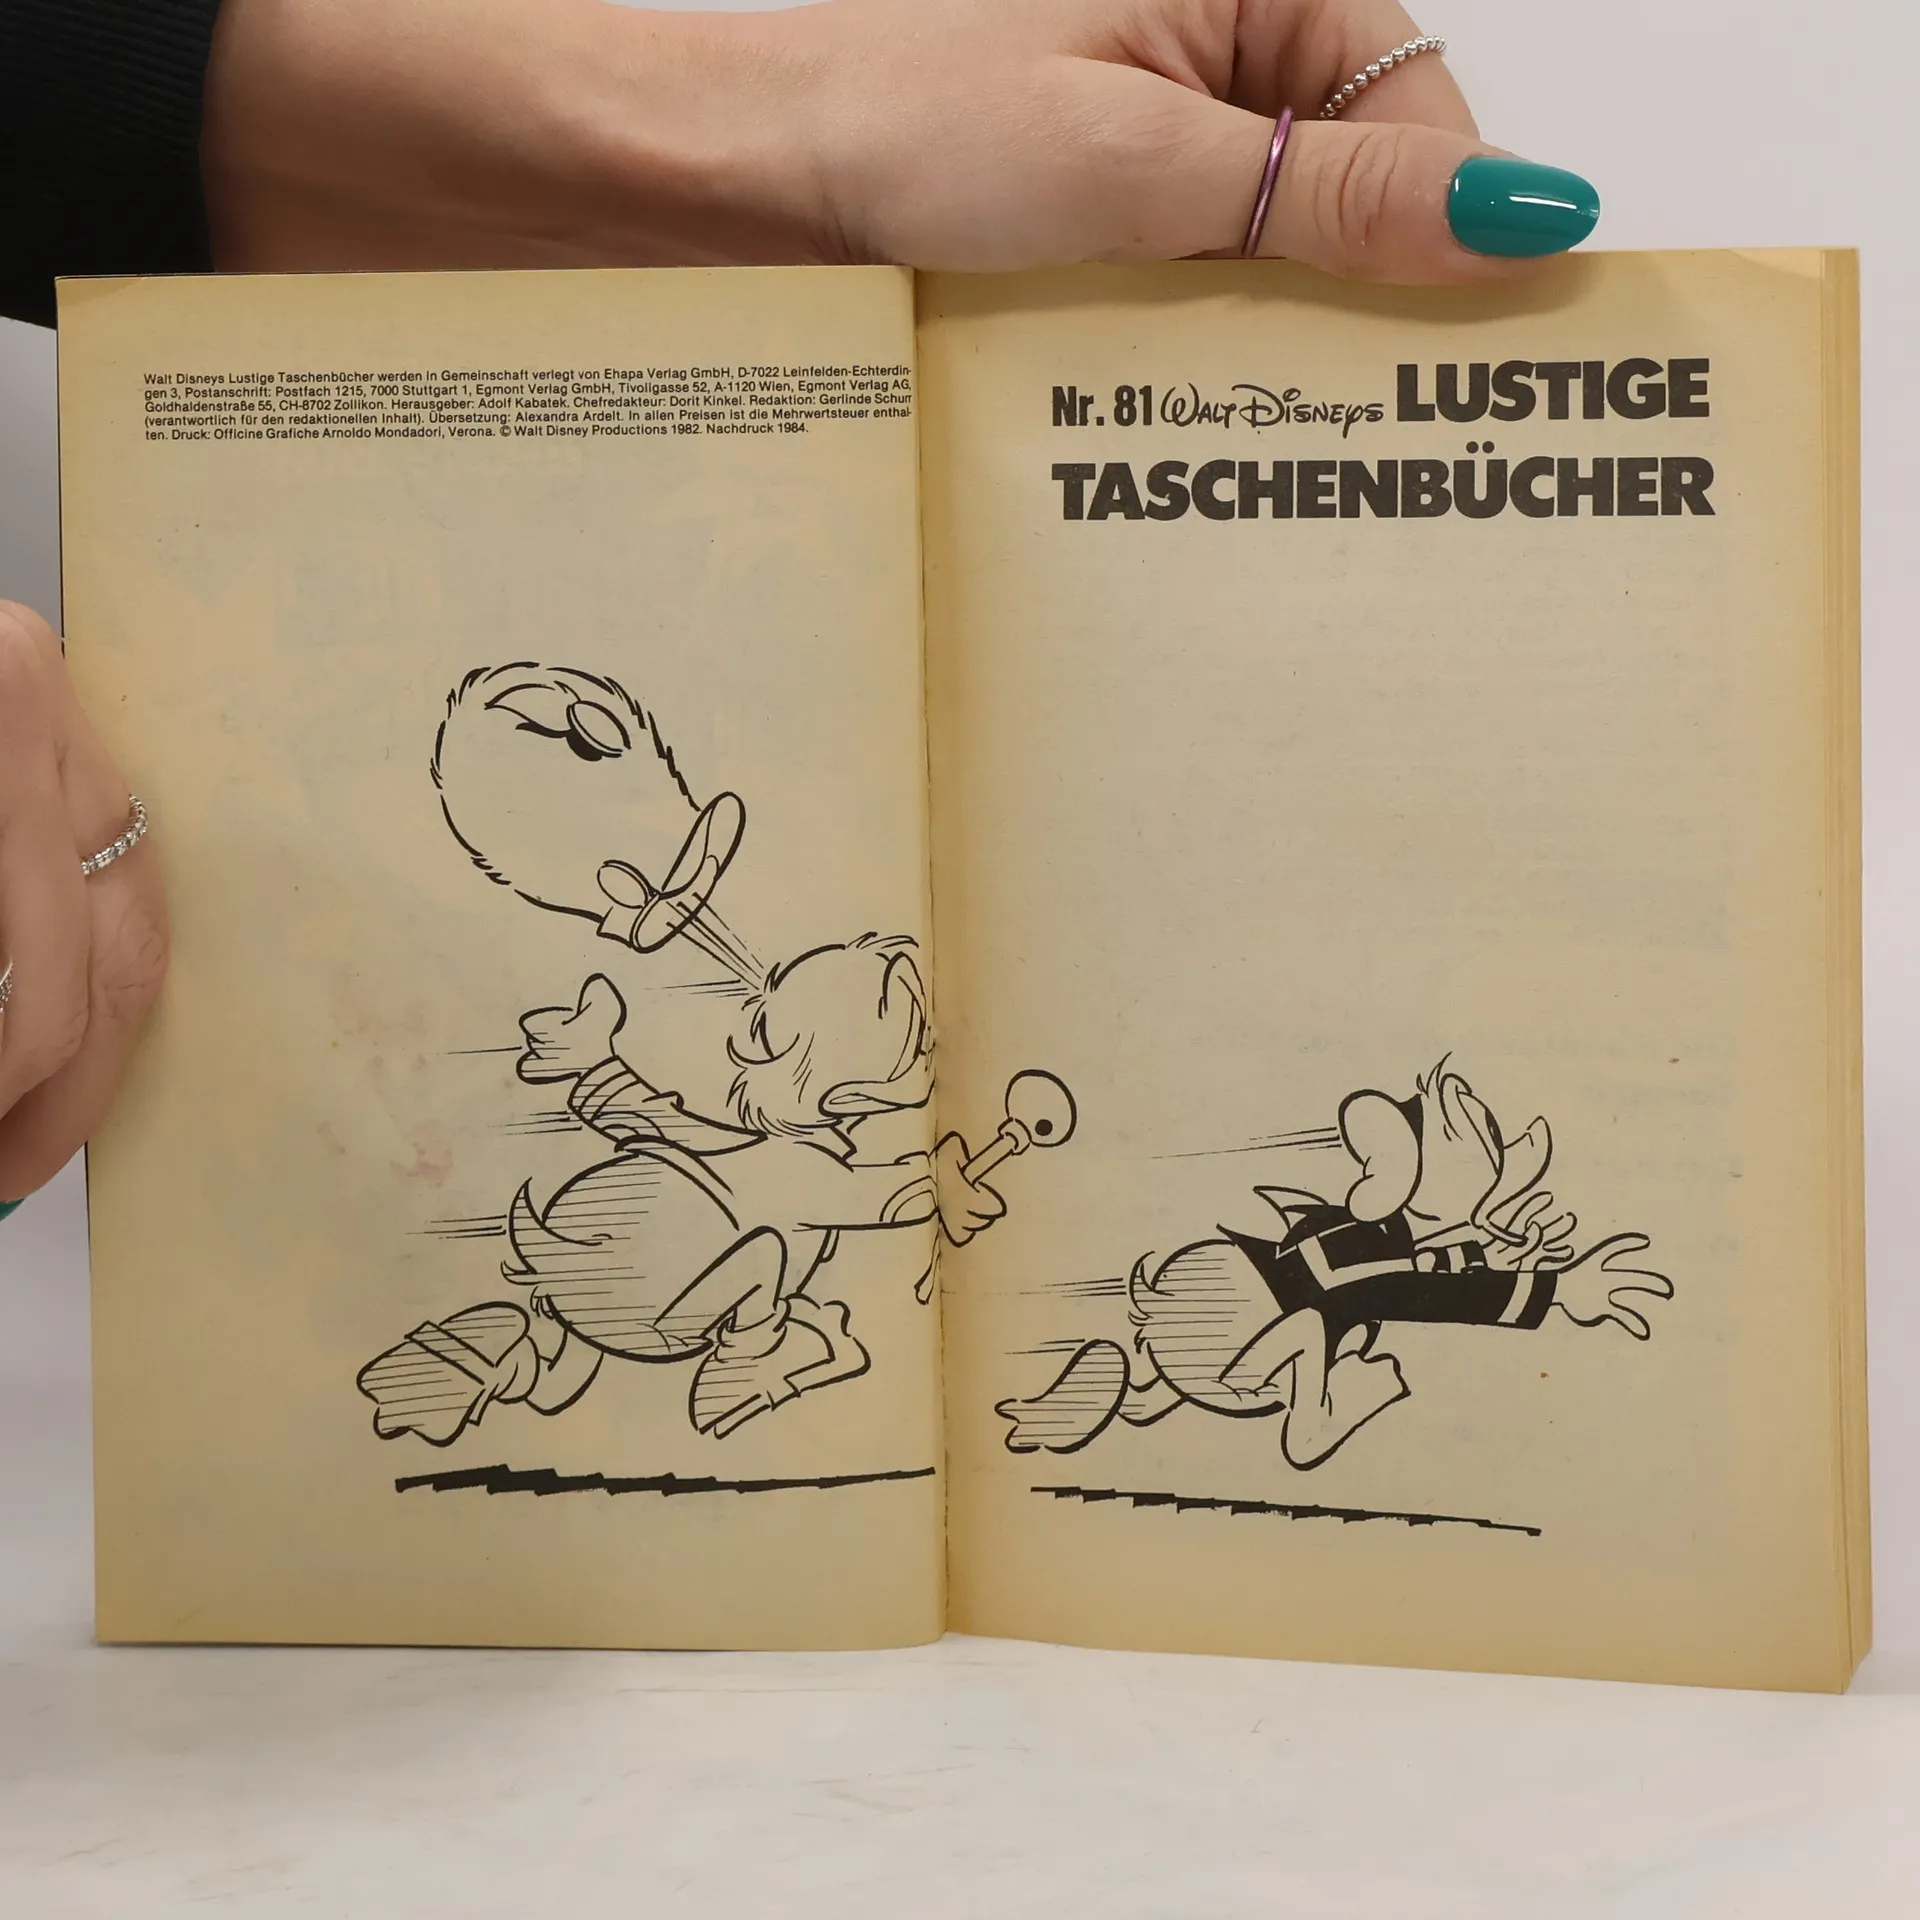 Walt Disneys Lustige Taschenbücher werden in Gemeinschaft verlegt von Ehapa Verlag GmbH, D-7022 Leinfelden-Echterdin-
gen 3, Postanschrift: Postfach 1215, 7000 Stuttgart 1, Egmont Verlag GmbH, Tivoligasse 52, A-1120 Wien, Egmont Verlag AG,
Goldhaldenstraße 55, CH-8702 Zollikon. Herausgeber: Adolf Kabatek. Chefredakteur: Dorit Kinkel. Redaktion: Gerlinde Schurr
(verantwortlich für den redaktionellen Inhalt). Übersetzung: Alexandra Ardelt. In allen Preisen ist die Mehrwertsteuer enthal-
ten. Druck: Officine Grafiche Arnoldo Mondadori, Verona. © Walt Disney Productions 1982. Nachdruck 1984.
Nr. 81 Walt Disneys LUSTIGE
TASCHENBÜCHER